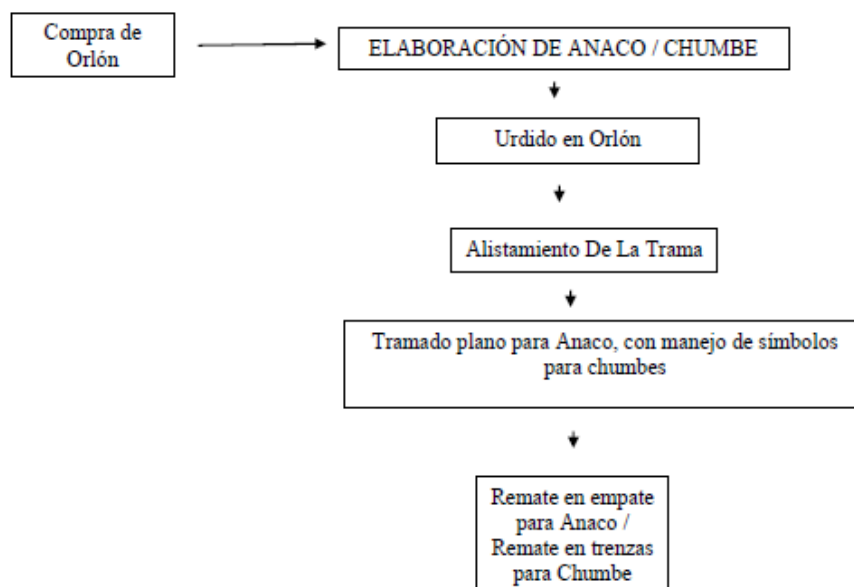 Compra de
Orlón
ELABORACIÓN DE ANACO / CHUMBE
Urdido en Orlón
Alistamiento De La Trama
Tramado plano para Anaco, con manejo de símbolos
para chumbes
Remate en empate
para Anaco /
Remate en trenzas
para Chumbe